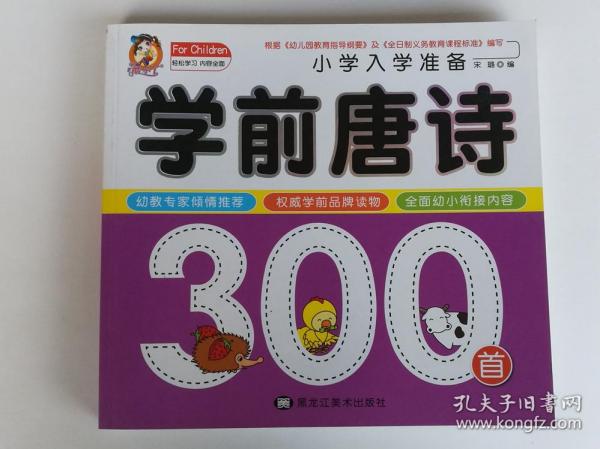 根据《幼儿园教育指导纲要》及《全日制义务教育课程标准》编写
For Children
轻松学习 内容全面
小学入学准备
宋璐◎编
学前唐诗
幼教专家倾情推荐
权威学前品牌读物
全面幼小衔接内容
300
首
黑龙江美术出版社
孔夫子旧书网
www.kongfz.com